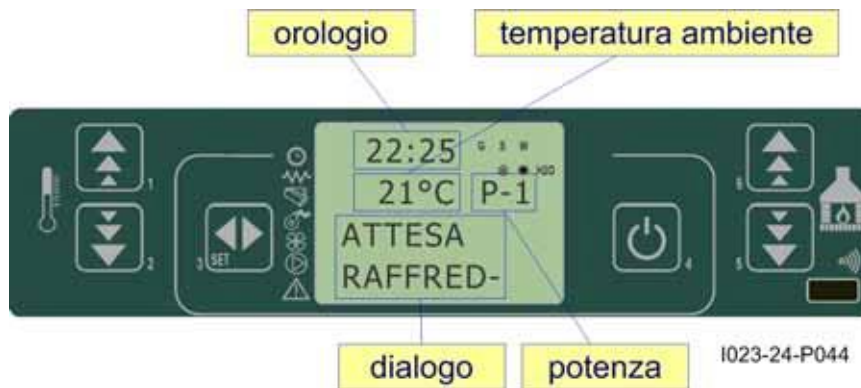 orologio
temperatura ambiente
22:25
G S W
21°C P-1
ATTESA
RAFFRED-
1
2
3 SET
4
5
6
dialogo
potenza
I023-24-P044